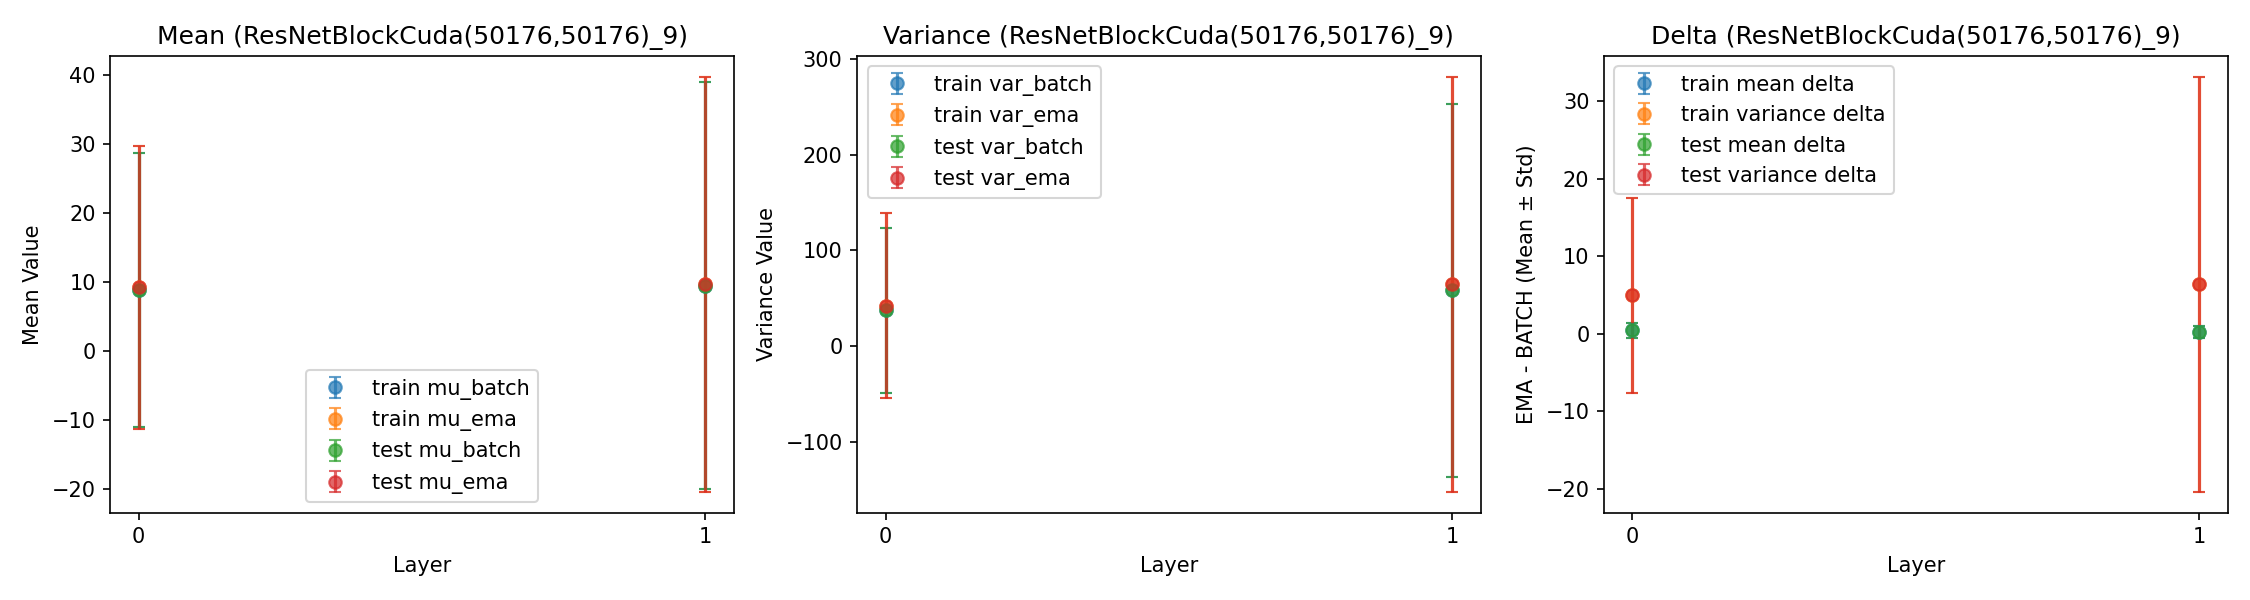 Mean (ResNetBlockCuda(50176,50176)_9)
Mean Value
40
30
20
10
0
−10
−20
train mu_batch
train mu_ema
test mu_batch
test mu_ema
0
1
Layer
Variance (ResNetBlockCuda(50176,50176)_9)
Variance Value
300
200
100
0
−100
train var_batch
train var_ema
test var_batch
test var_ema
0
1
Layer
Delta (ResNetBlockCuda(50176,50176)_9)
EMA - BATCH (Mean ± Std)
30
20
10
0
−10
−20
train mean delta
train variance delta
test mean delta
test variance delta
0
1
Layer